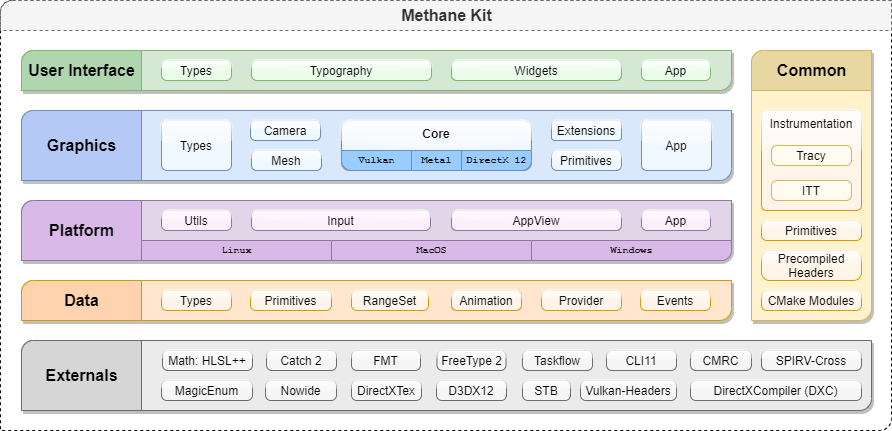 Methane Kit
User Interface
Types
Typography
Widgets
App
Graphics
Types
Camera
Mesh
Core
Vulkan
Metal
DirectX 12
Extensions
Primitives
App
Platform
Utils
Input
AppView
App
Linux
MacOS
Windows
Data
Types
Primitives
RangeSet
Animation
Provider
Events
Common
Instrumentation
Tracy
ITT
Primitives
Precompiled
Headers
CMake Modules
Externals
Math: HLSL++
Catch 2
FMT
FreeType 2
Taskflow
CLI11
CMRC
SPIRV-Cross
MagicEnum
Nowide
DirectXTex
D3DX12
STB
Vulkan-Headers
DirectXCompiler (DXC)